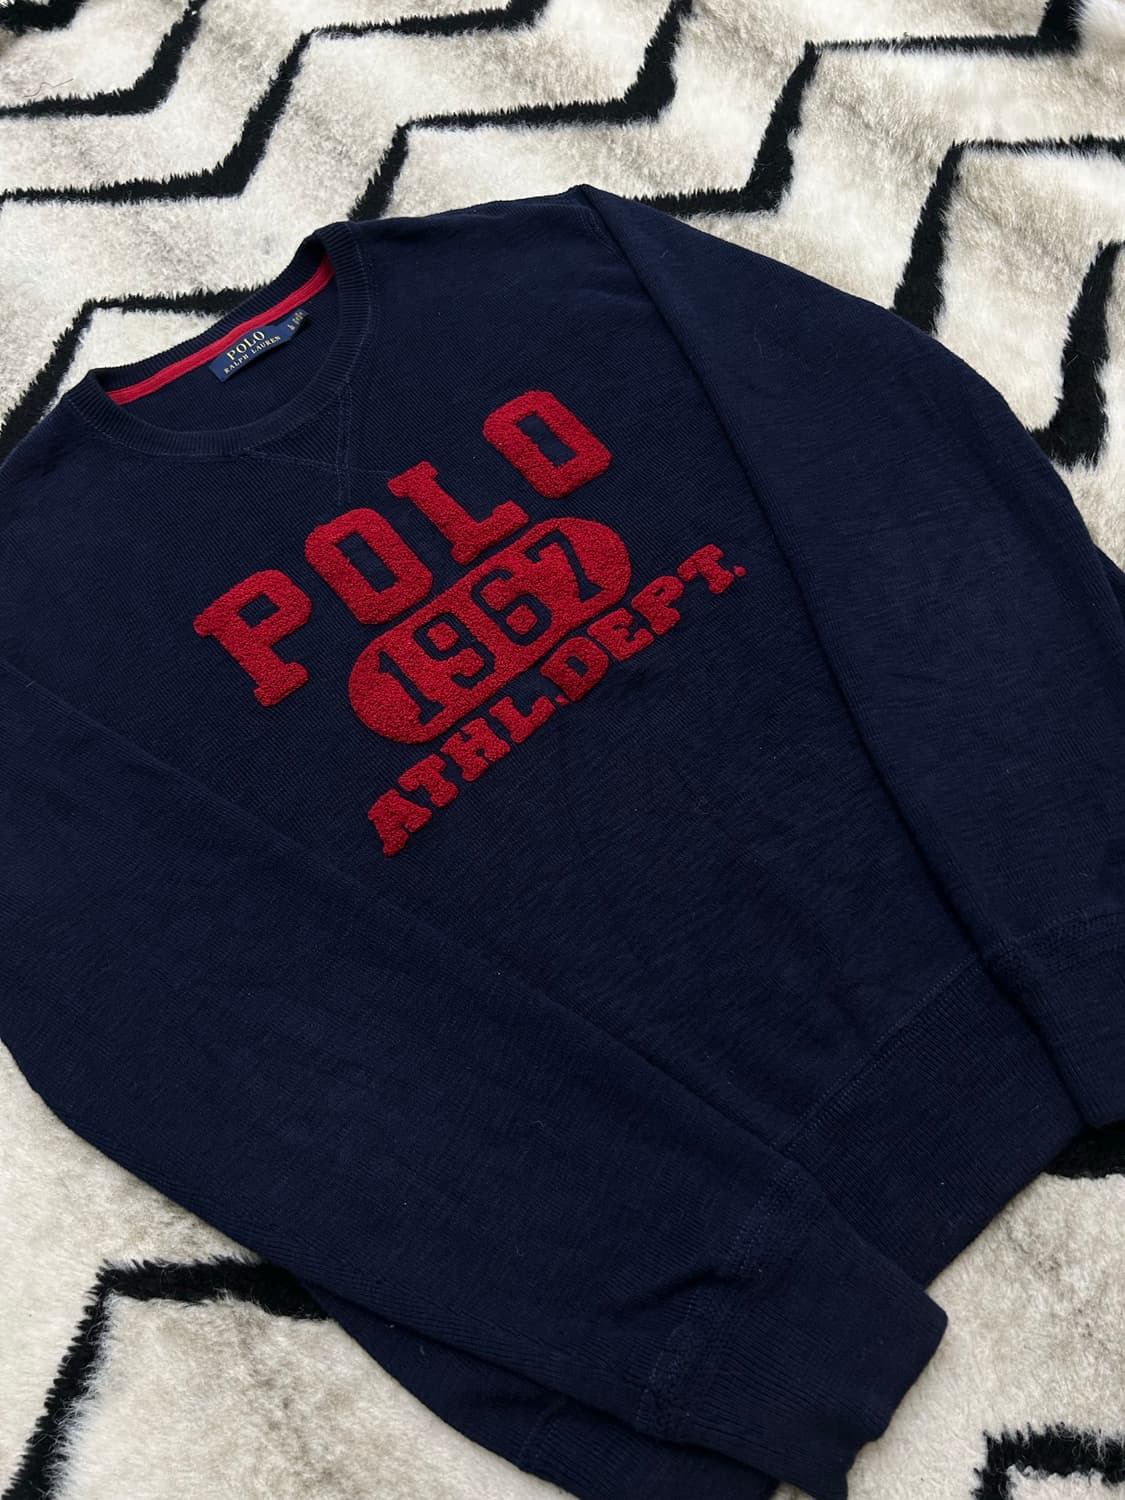 POLO
RALPH LAUREN
POLO
1967
ATHL.DEPT.